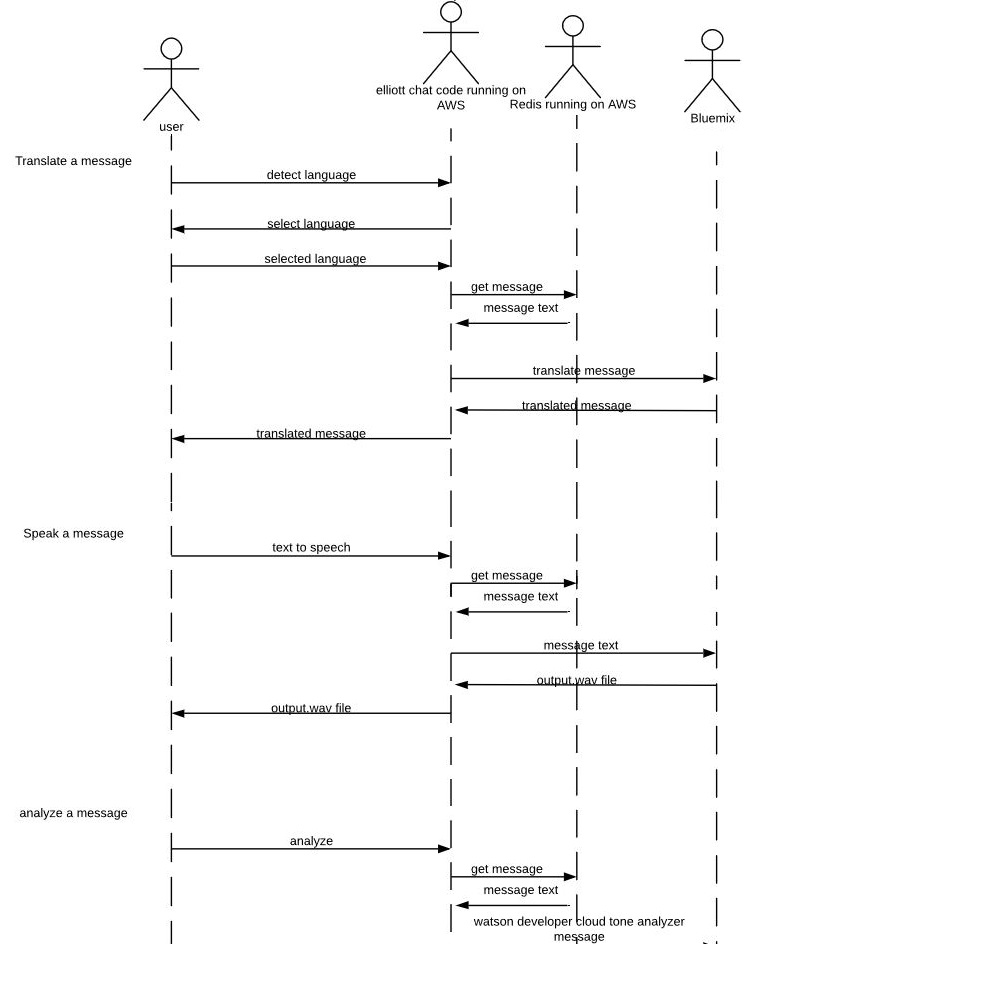 elliott chat code running on
AWS
Redis running on AWS
Bluemix
user
Translate a message
detect language
select language
selected language
get message
message text
translate message
translated message
translated message
Speak a message
text to speech
get message
message text
message text
output.wav file
output.wav file
analyze a message
analyze
get message
message text
watson developer cloud tone analyzer
message